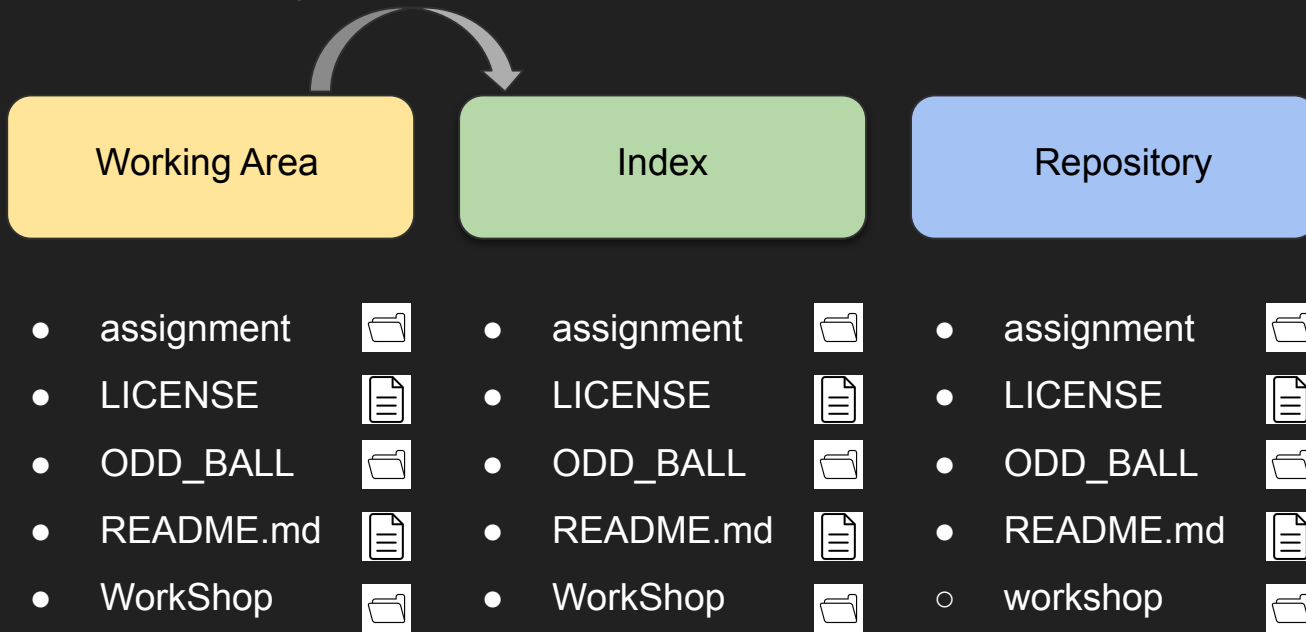 Working Area Index Repository
● assignment ● assignment ● assignment
● LICENSE ● LICENSE ● LICENSE
● ODD_BALL ● ODD_BALL ● ODD_BALL
● README.md ● README.md ● README.md
● WorkShop ● WorkShop ○ workshop